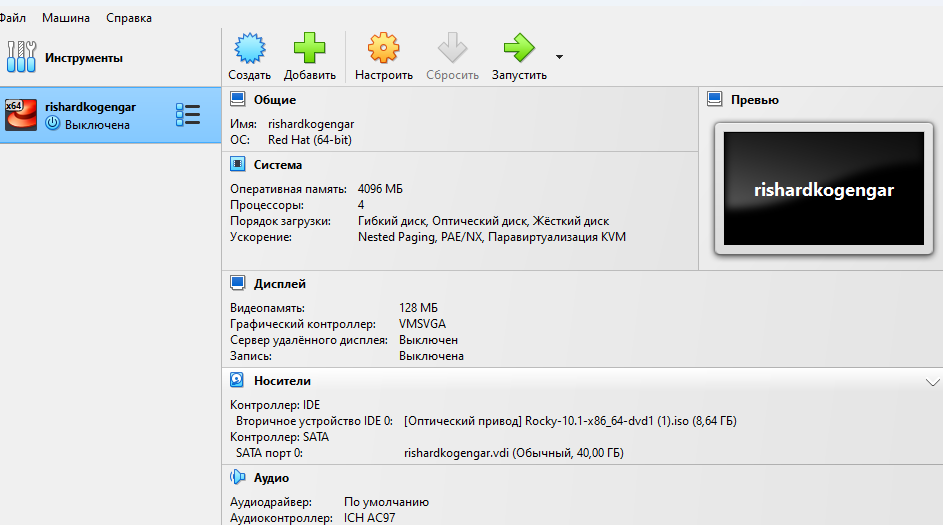 Файл Машина Справка
Инструменты
Создать Добавить Настроить Сбросить Запустить
x64
rishardkogengar
Выключена
Общие
Имя: rishardkogengar
ОС: Red Hat (64-bit)
Превью
rishardkogengar
Система
Оперативная память: 4096 МБ
Процессоры: 4
Порядок загрузки: Гибкий диск, Оптический диск, Жёсткий диск
Ускорение: Nested Paging, PAE/NX, Паравиртуализация KVM
Дисплей
Видеопамять: 128 МБ
Графический контроллер: VMSVGA
Сервер удалённого дисплея: Выключен
Запись: Выключена
Носители
Контроллер: IDE
Вторичное устройство IDE 0: [Оптический привод] Rocky-10.1-x86_64-dvd1 (1).iso (8,64 ГБ)
Контроллер: SATA
SATA порт 0: rishardkogengar.vdi (Обычный, 40,00 ГБ)
Аудио
Аудиодрайвер: По умолчанию
Аудиоконтроллер: ICH AC97